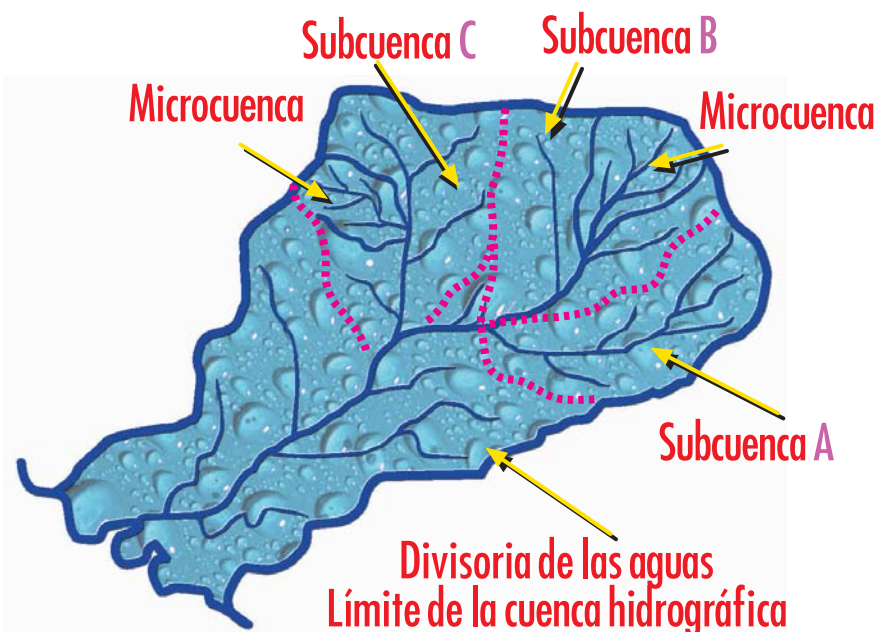 Subcuenca C
Subcuenca B
Microcuenca
Microcuenca
Subcuenca A
Divisoria de las aguas
Límite de la cuenca hidrográfica